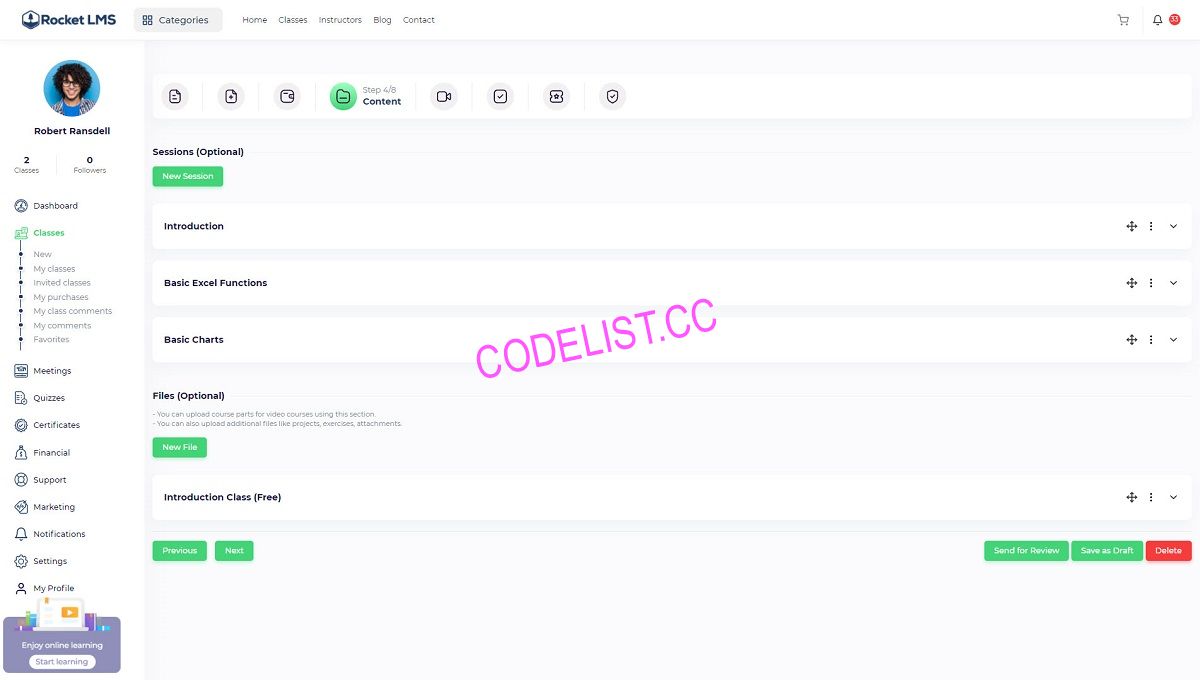 Rocket LMS
Categories
Home
Classes
Instructors
Blog
Contact
33
Robert Ransdell
2
Classes
0
Followers
Dashboard
Classes
New
My classes
Invited classes
My purchases
My class comments
My comments
Favorites
Meetings
Quizzes
Certificates
Financial
Support
Marketing
Notifications
Settings
My Profile
Enjoy online learning
Start learning
Step 4/8
Content
Sessions (Optional)
New Session
Introduction
Basic Excel Functions
Basic Charts
CODELIST.CC
Files (Optional)
- You can upload course parts for video courses using this section.
- You can also upload additional files like projects, exercises, attachments.
New File
Introduction Class (Free)
Previous
Next
Send for Review
Save as Draft
Delete